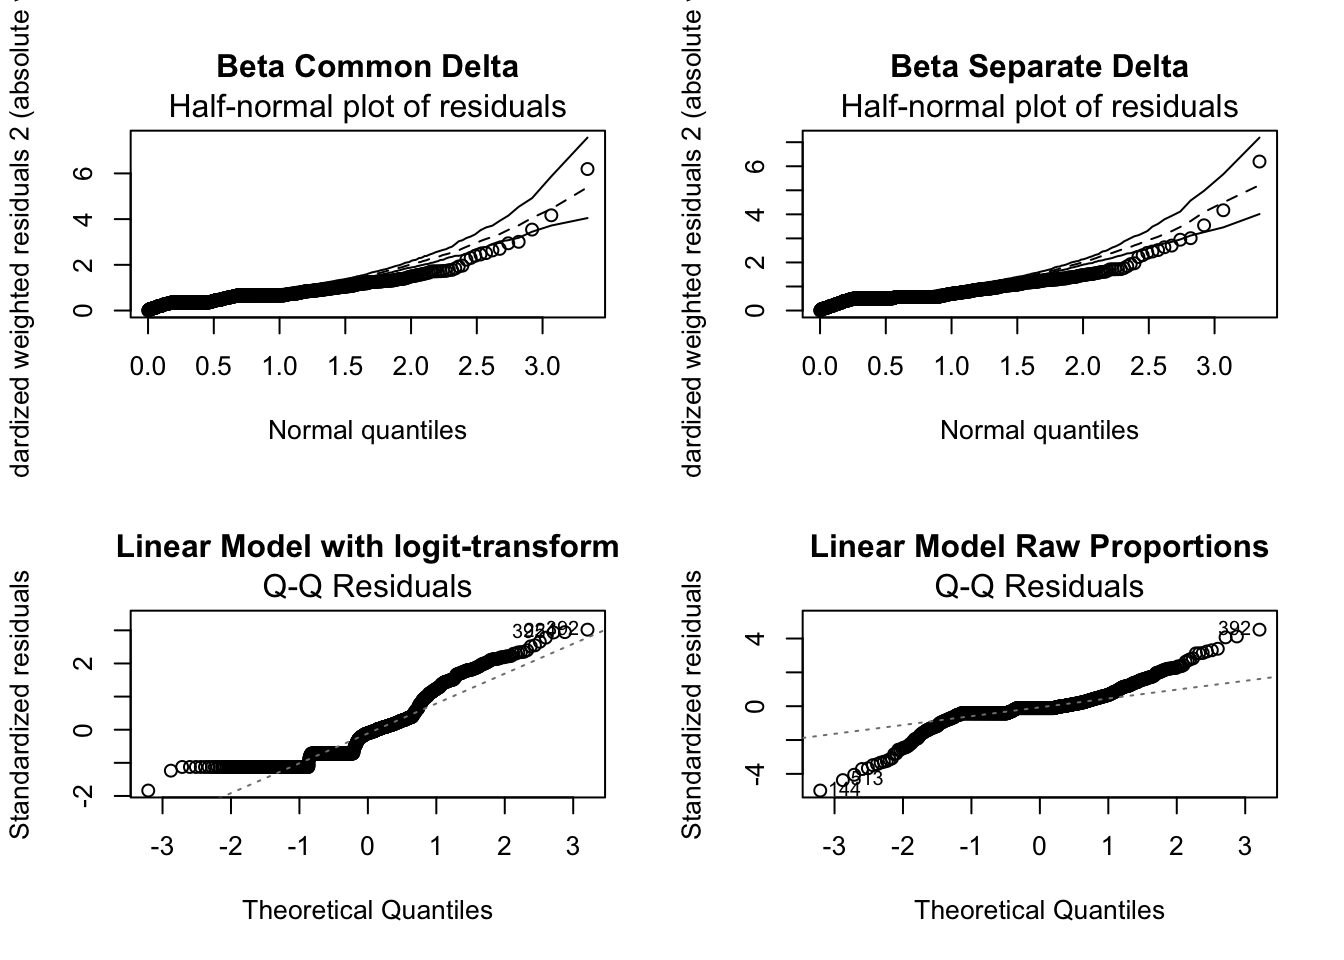 Beta Common Delta
Half-normal plot of residuals
dardized weighted residuals 2 (absolute
6
4
2
0
0.0 0.5 1.0 1.5 2.0 2.5 3.0
Normal quantiles
Beta Separate Delta
Half-normal plot of residuals
dardized weighted residuals 2 (absolute
6
4
2
0
0.0 0.5 1.0 1.5 2.0 2.5 3.0
Normal quantiles
Linear Model with logit-transform
Q-Q Residuals
Standardized residuals
2
0
-2
-3 -2 -1 0 1 2 3
Theoretical Quantiles
Linear Model Raw Proportions
Q-Q Residuals
Standardized residuals
392
4
0
-4
513
144
-3 -2 -1 0 1 2 3
Theoretical Quantiles